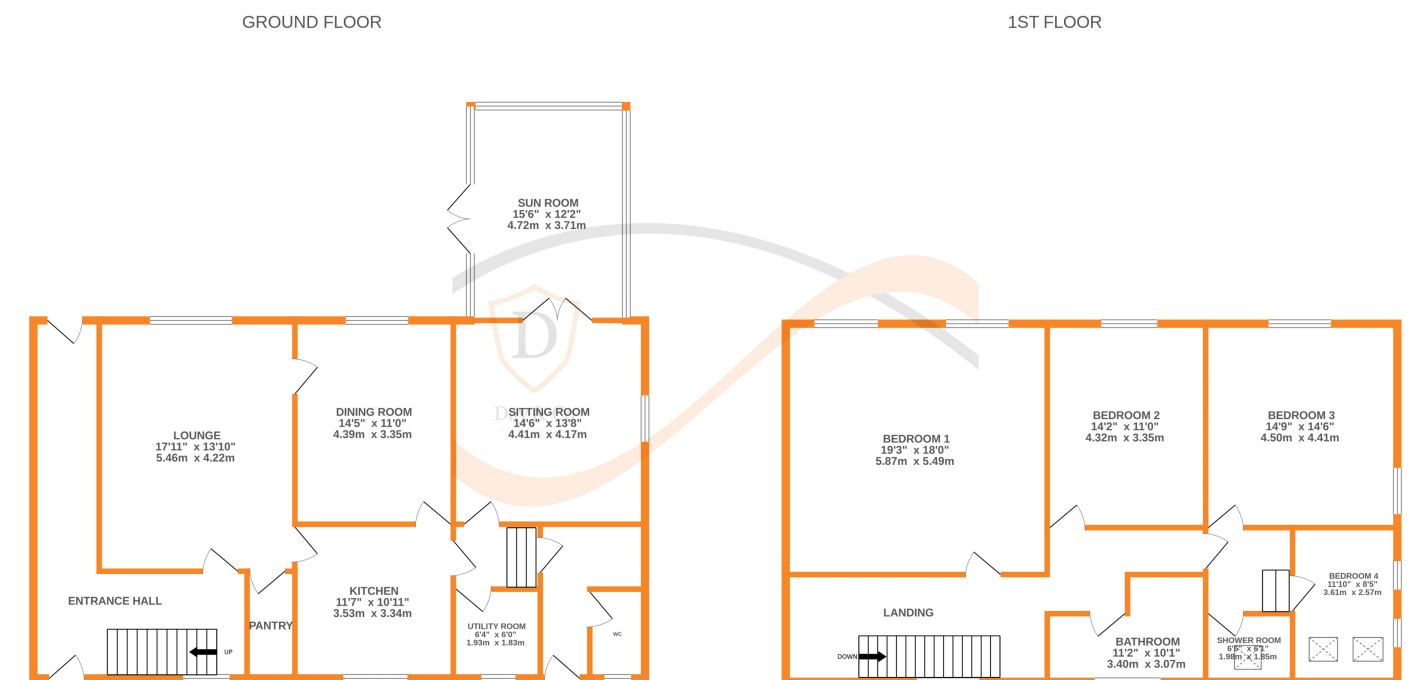 GROUND FLOOR
1ST FLOOR
SUN ROOM
15'6" x 12'2"
4.72m x 3.71m
D
LOUNGE
17'11" x 13'10"
5.46m x 4.22m
DINING ROOM
14'5" x 11'0"
4.39m x 3.35m
SITTING ROOM
14'6" x 13'8"
4.41m x 4.17m
ENTRANCE HALL
PANTRY
KITCHEN
11'7" x 10'11"
3.53m x 3.34m
UTILITY ROOM
6'4" x 6'0"
1.93m x 1.83m
WC
UP
BEDROOM 1
19'3" x 18'0"
5.87m x 5.49m
BEDROOM 2
14'2" x 11'0"
4.32m x 3.35m
BEDROOM 3
14'9" x 14'6"
4.50m x 4.41m
BEDROOM 4
11'10" x 8'5"
3.61m x 2.57m
LANDING
DOWN
BATHROOM
11'2" x 10'1"
3.40m x 3.07m
SHOWER ROOM
6'6" x 6'1"
1.98m x 1.85m